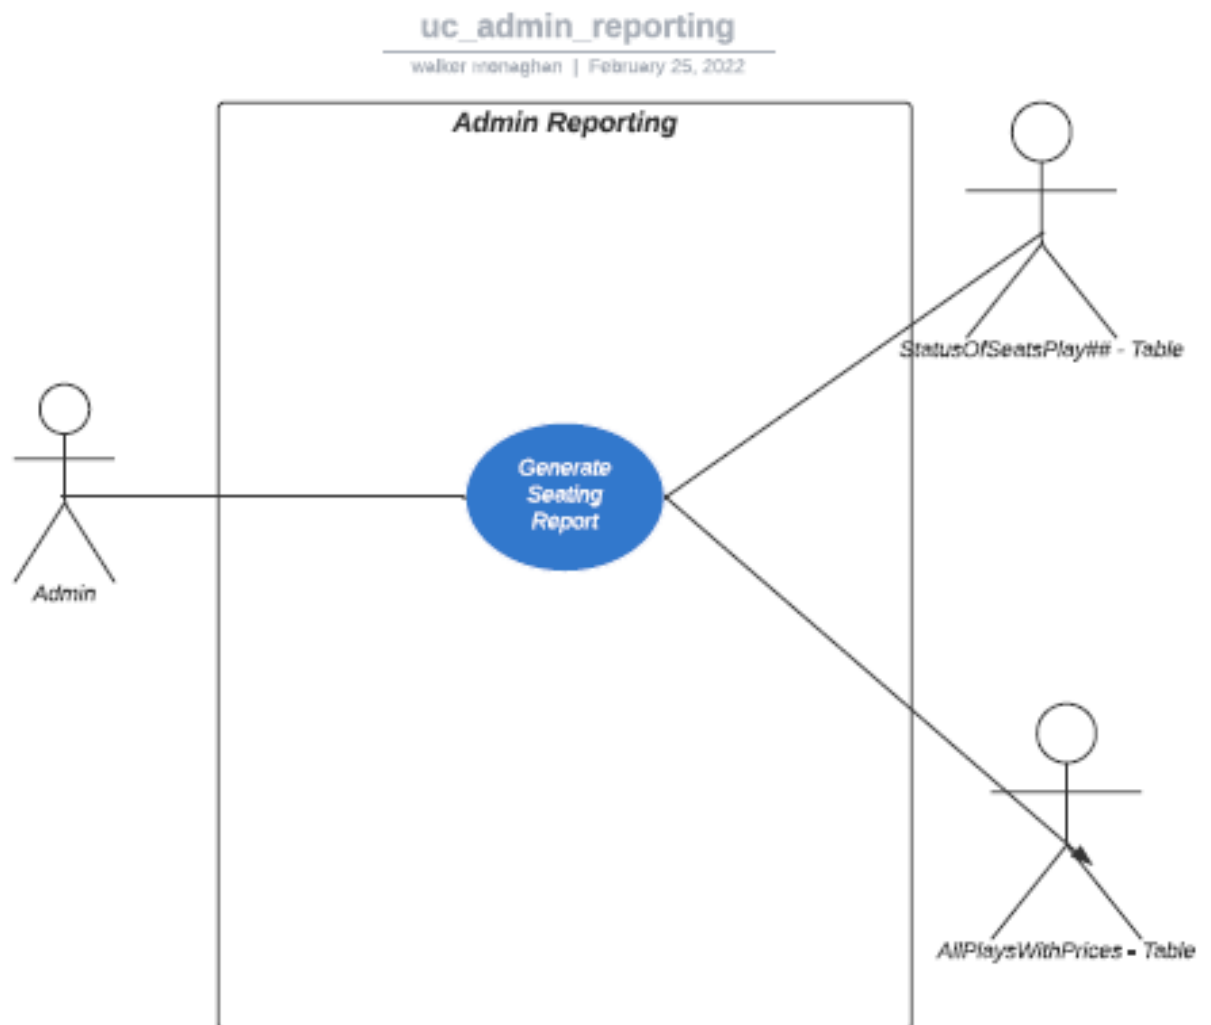 uc_admin_reporting
walker monaghan | February 25, 2022
Admin Reporting
StatusOfSeatsPlay## - Table
Generate
Seating
Report
Admin
AllPlaysWithPrices - Table